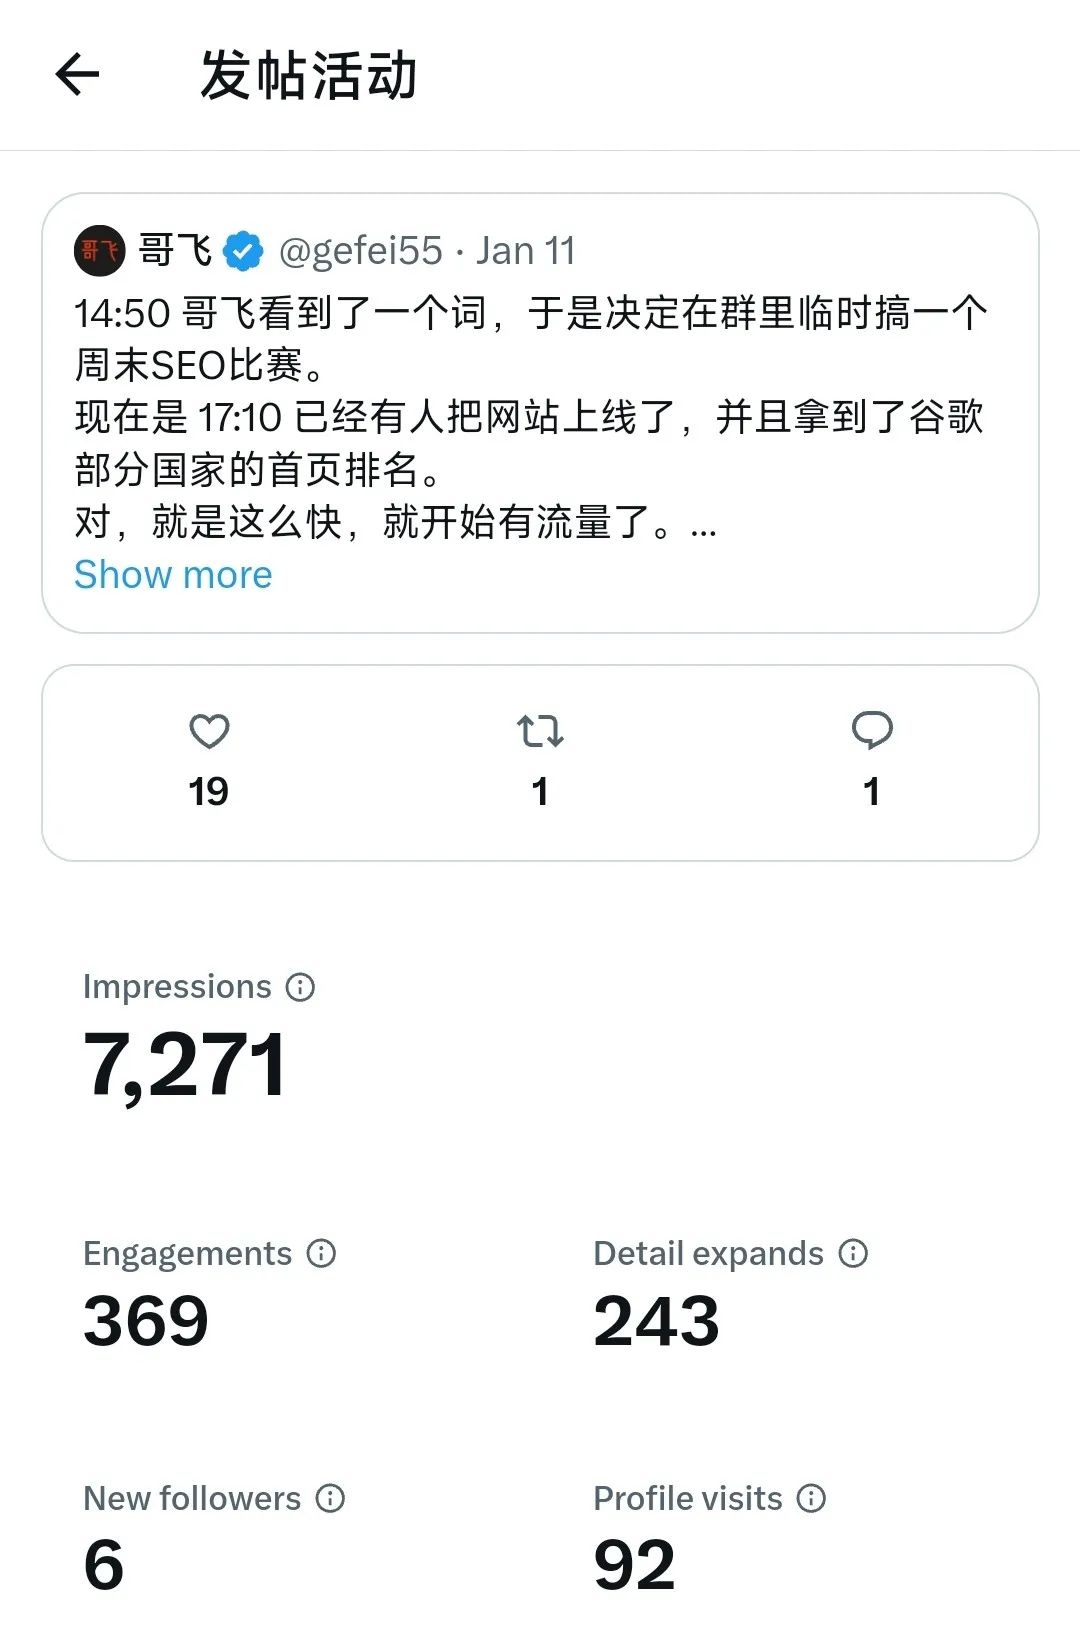 发帖活动
哥飞 哥飞 @gefei55 · Jan 11
14:50 哥飞看到了一个词，于是决定在群里临时搞一个
周末SEO比赛。
现在是 17:10 已经有人把网站上线了，并且拿到了谷歌
部分国家的首页排名。
对，就是这么快，就开始有流量了。...
Show more
19 1 1
Impressions
7,271
Engagements Detail expands
369 243
New followers Profile visits
6 92